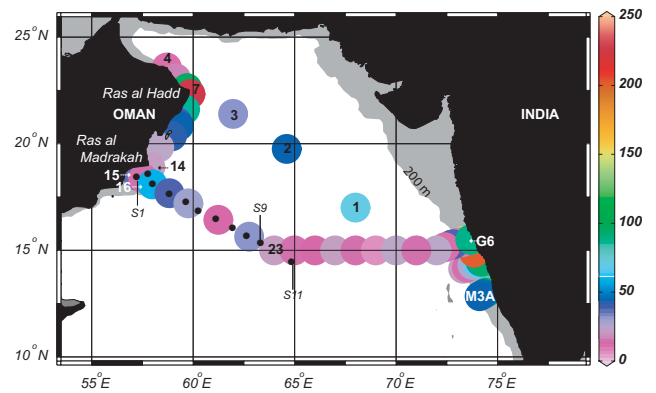 25°N
20°N
15°N
10°N
55°E
60°E
65°E
70°E
75°E
250
200
150
100
50
0
4
7
Ras al Hadd
OMAN
3
INDIA
Ras al
Madrakah
8
2
14
15
16
200 m
S1
S9
1
23
G6
S11
M3A